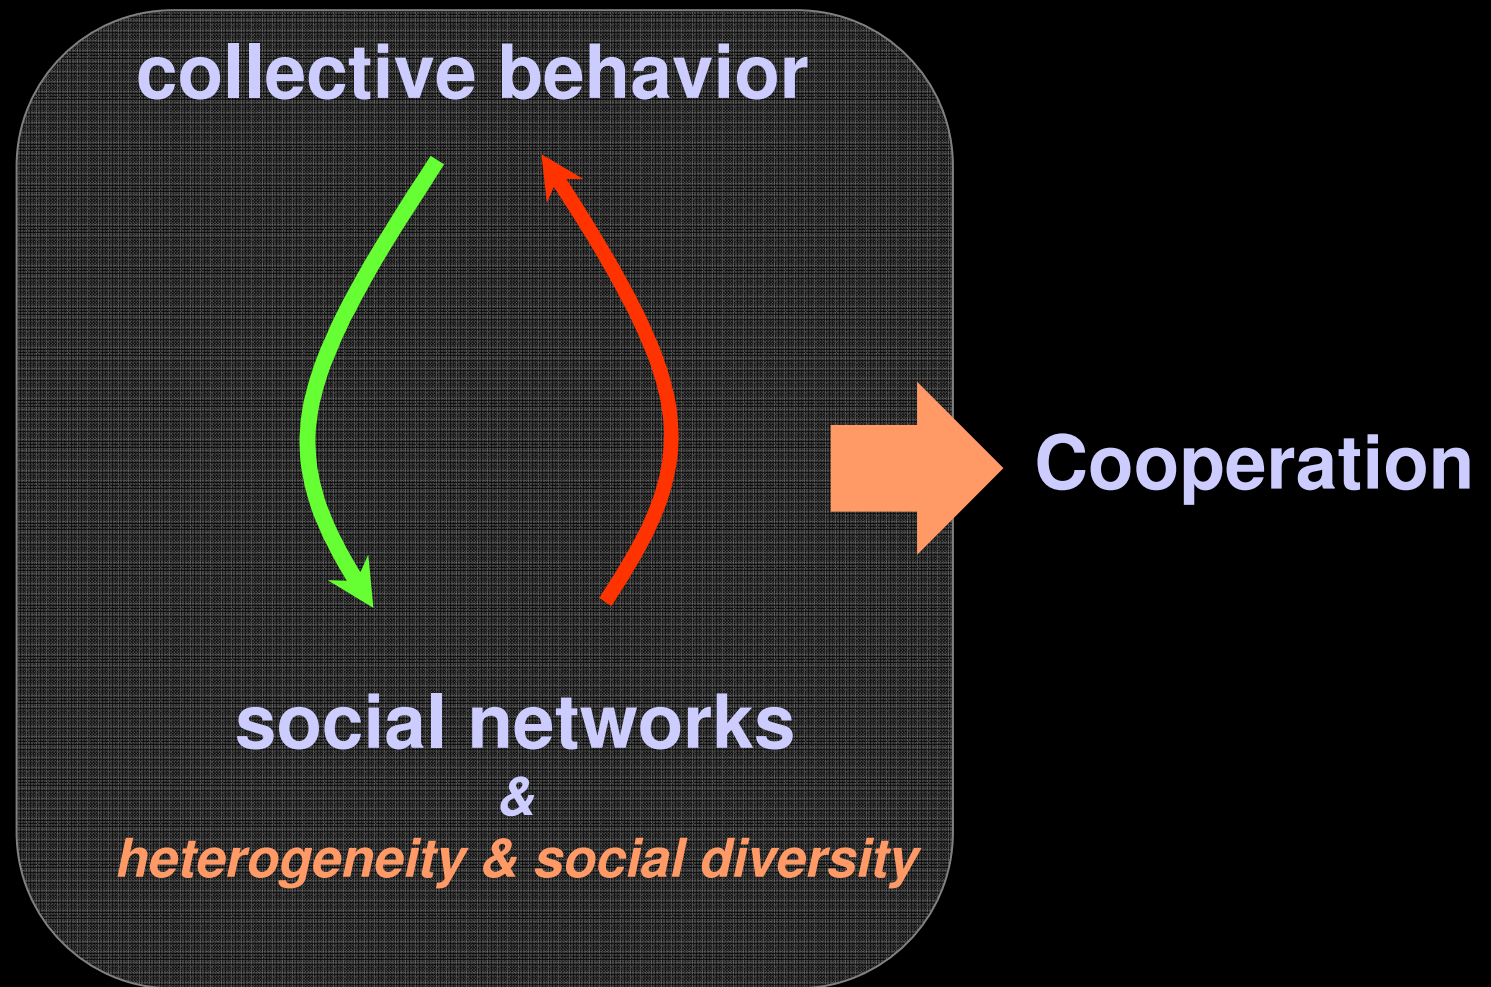 collective behavior
Cooperation
social networks
&
heterogeneity & social diversity